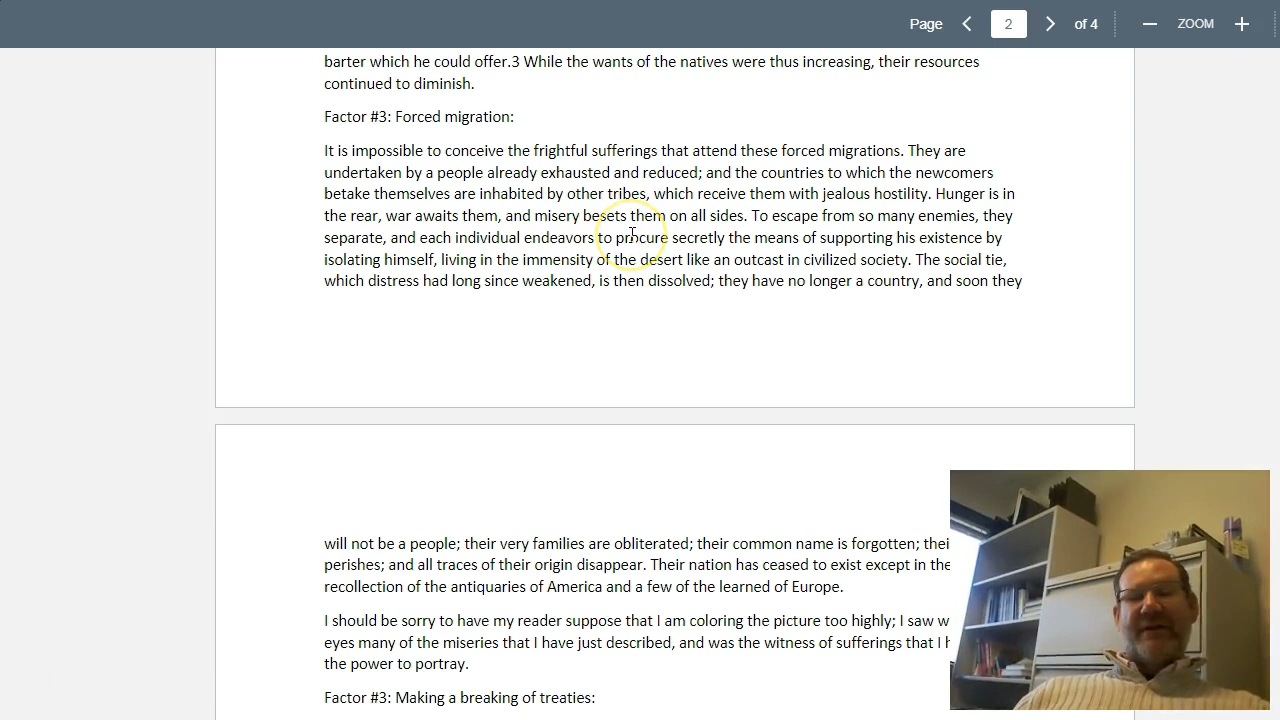 Page 2 of 4 ZOOM
barter which he could offer.3 While the wants of the natives were thus increasing, their resources
continued to diminish.
Factor #3: Forced migration:
It is impossible to conceive the frightful sufferings that attend these forced migrations. They are
undertaken by a people already exhausted and reduced; and the countries to which the newcomers
betake themselves are inhabited by other tribes, which receive them with jealous hostility. Hunger is in
the rear, war awaits them, and misery besets them on all sides. To escape from so many enemies, they
separate, and each individual endeavors to procure secretly the means of supporting his existence by
isolating himself, living in the immensity of the desert like an outcast in civilized society. The social tie,
which distress had long since weakened, is then dissolved; they have no longer a country, and soon they
will not be a people; their very families are obliterated; their common name is forgotten;
perishes; and all traces of their origin disappear. Their nation has ceased to exist except in the
recollection of the antiquaries of America and a few of the learned of Europe.
I should be sorry to have my reader suppose that I am coloring the picture too highly; I saw
eyes many of the miseries that I have just described, and was the witness of sufferings that I
the power to portray.
Factor #3: Making a breaking of treaties: